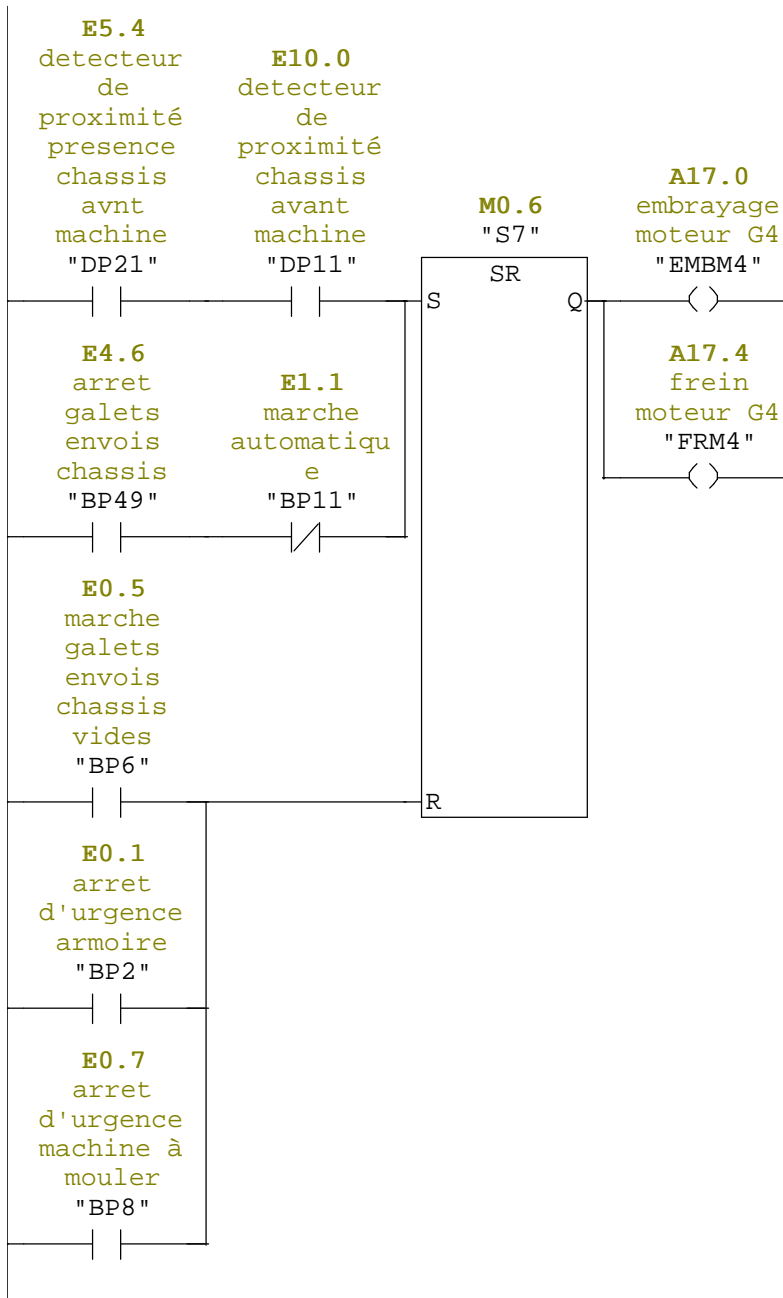 E5.4
detecteur
de
proximité
presence
chassis
avnt
machine
"DP21"
E10.0
detecteur
de
proximité
chassis
avant
machine
"DP11"
M0.6
"S7"
SR
S
Q
R
A17.0
embrayage
moteur G4
"EMBM4"
A17.4
frein
moteur G4
"FRM4"
E4.6
arret
galets
envois
chassis
"BP49"
E1.1
marche
automatiqu
e
"BP11"
E0.5
marche
galets
envois
chassis
vides
"BP6"
E0.1
arret
d'urgence
armoire
"BP2"
E0.7
arret
d'urgence
machine à
mouler
"BP8"